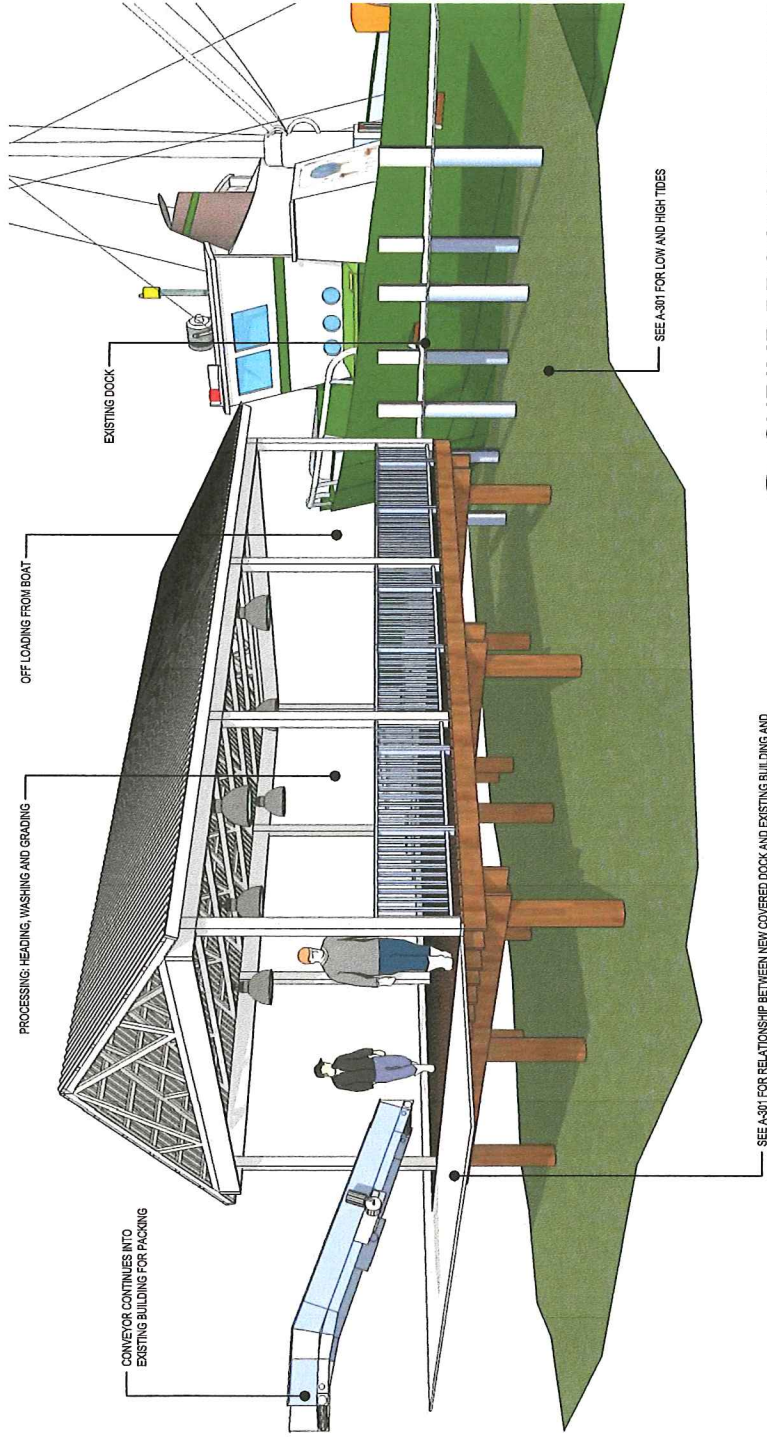 CONVEYOR CONTINUES INTO
EXISTING BUILDING FOR PACKING
PROCESSING: HEADING, WASHING AND GRADING
OFF LOADING FROM BOAT
EXISTING DOCK
SEE A-301 FOR LOW AND HIGH TIDES
SEE A-301 FOR RELATIONSHIP BETWEEN NEW COVERED DOCK AND EXISTING BUILDING AND